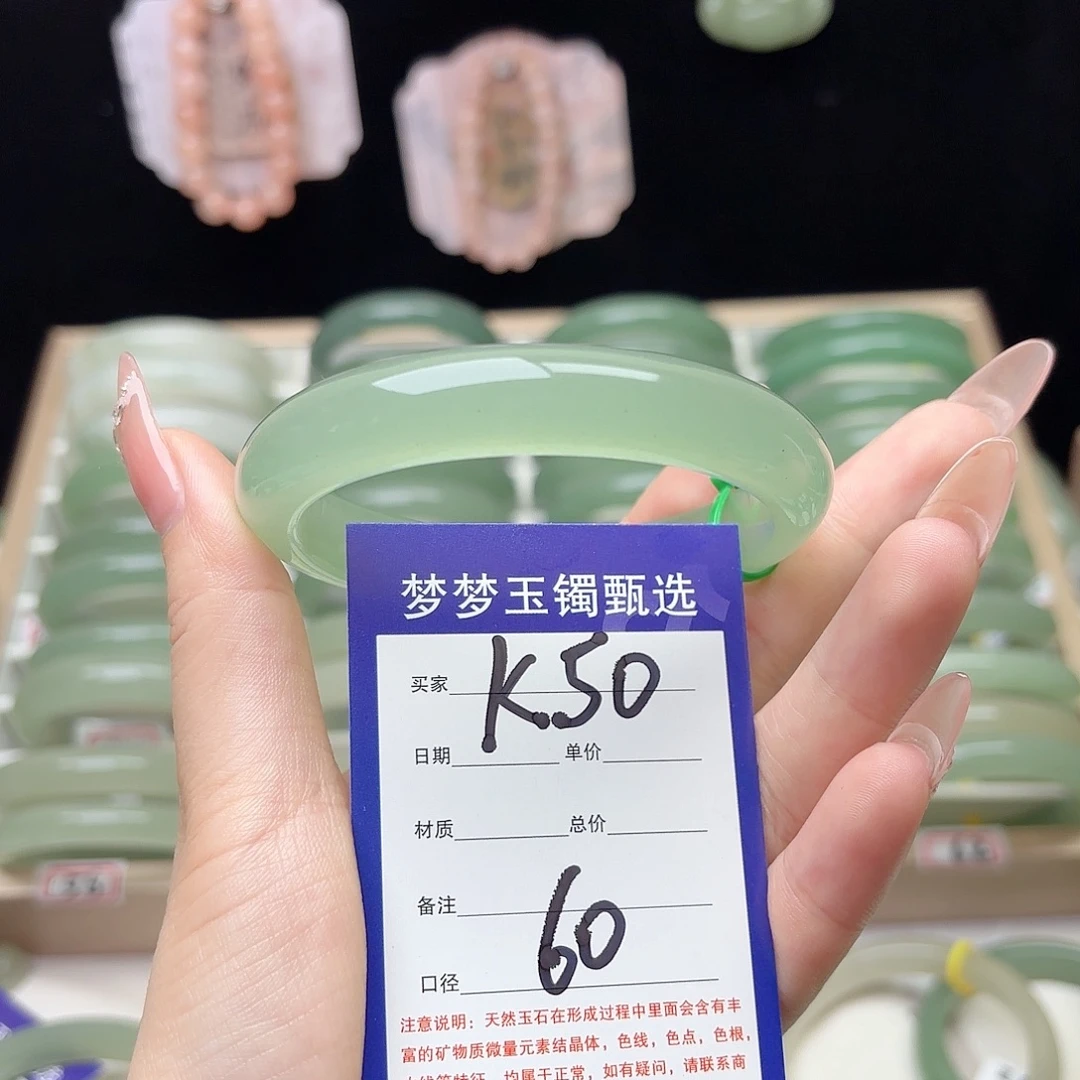 梦梦玉镯甄选
买家 K.50
日期 单价
材质 总价
备注
口径 60
注意说明:天然玉石在形成过程中里面会含有丰
富的矿物质微量元素结晶体,色线,色点,色根,
均属于正常,如有疑问,请联系商